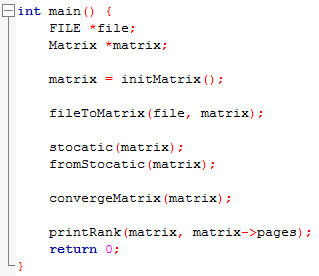 int main() {
FILE *file;
Matrix *matrix;
matrix = initMatrix();
fileToMatrix(file, matrix);
stocatic(matrix);
fromStocatic(matrix);
convergeMatrix(matrix);
printRank(matrix, matrix->pages);
return 0;
}